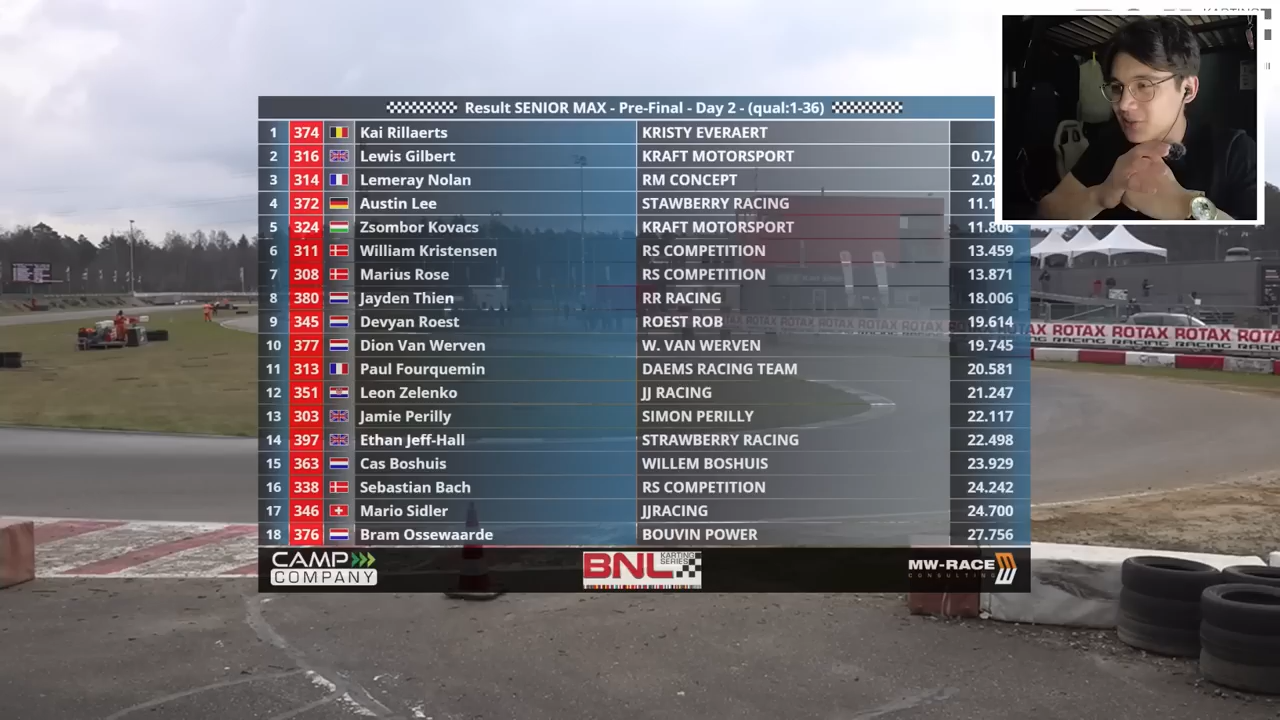 Result SENIOR MAX - Pre-Final - Day 2 - (qual:1-36)
1 374 Kai Rillaerts KRISTY EVERAERT
2 316 Lewis Gilbert KRAFT MOTORSPORT
3 314 Lemeray Nolan RM CONCEPT
4 372 Austin Lee STAWBERRY RACING
5 324 Zsombor Kovacs KRAFT MOTORSPORT 11.806
6 311 William Kristensen RS COMPETITION 13.459
7 308 Marius Rose RS COMPETITION 13.871
8 380 Jayden Thien RR RACING 18.006
9 345 Devyan Roest ROEST ROB 19.614
10 377 Dion Van Werven W. VAN WERVEN 19.745
11 313 Paul Fourquemin DAEMS RACING TEAM 20.581
12 351 Leon Zelenko JJ RACING 21.247
13 303 Jamie Perilly SIMON PERILLY 22.117
14 397 Ethan Jeff-Hall STRAWBERRY RACING 22.498
15 363 Cas Boshuis WILLEM BOSHUIS 23.929
16 338 Sebastian Bach RS COMPETITION 24.242
17 346 Mario Sidler JJRACING 24.700
18 376 Bram Ossewaarde BOUVIN POWER 27.756
CAMP
COMPANY
BNL KARTING SERIES
MW-RACE
CONSULTING
ROTAX ROTAX ROTAX ROTAX
RACING RACING RACING